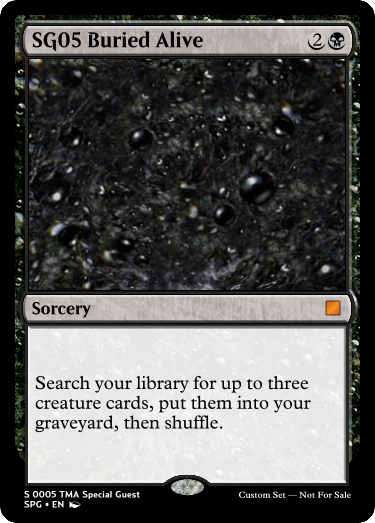 SG05 Buried Alive 2
Sorcery
Search your library for up to three
creature cards, put them into your
graveyard, then shuffle.
S 0005 TMA Special Guest
SPG • EN
Custom Set — Not For Sale